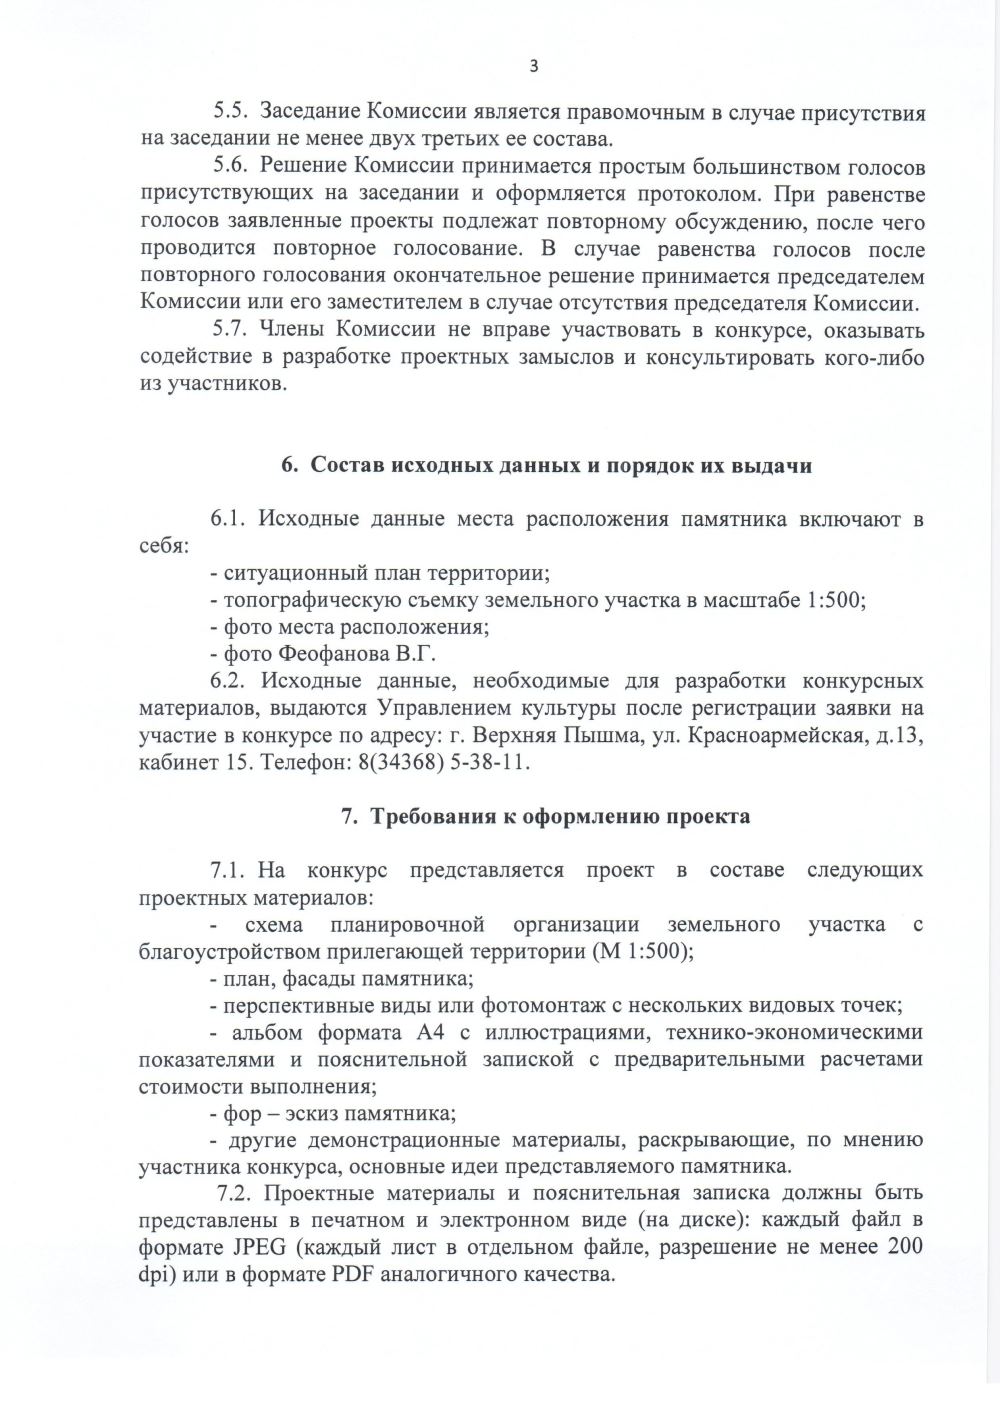 3
5.5. Заседание Комиссии является правомочным в случае присутствия
на заседании не менее двух третьих ее состава.
5.6. Решение Комиссии принимается простым большинством голосов
присутствующих на заседании и оформляется протоколом. При равенстве
голосов заявленные проекты подлежат повторному обсуждению, после чего
проводится повторное голосование. В случае равенства голосов после
повторного голосования окончательное решение принимается председателем
Комиссии или его заместителем в случае отсутствия председателя Комиссии.
5.7. Члены Комиссии не вправе участвовать в конкурсе, оказывать
содействие в разработке проектных замыслов и консультировать кого-либо
из участников.
6. Состав исходных данных и порядок их выдачи
6.1. Исходные данные места расположения памятника включают в
себя:
- ситуационный план территории;
- топографическую съемку земельного участка в масштабе 1:500;
- фото места расположения;
- фото Феофанова В.Г.
6.2. Исходные данные, необходимые для разработки конкурсных
материалов, выдаются Управлением культуры после регистрации заявки на
участие в конкурсе по адресу: г. Верхняя Пышма, ул. Красноармейская, д.13,
кабинет 15. Телефон: 8(34368) 5-38-11.
7. Требования к оформлению проекта
7.1. На конкурс представляется проект в составе следующих
проектных материалов:
- схема планировочной организации земельного участка с
благоустройством прилегающей территории (М 1:500);
- план, фасады памятника;
- перспективные виды или фотомонтаж с нескольких видовых точек;
- альбом формата А4 с иллюстрациями, технико-экономическими
показателями и пояснительной запиской с предварительными расчетами
стоимости выполнения;
- фор – эскиз памятника;
- другие демонстрационные материалы, раскрывающие, по мнению
участника конкурса, основные идеи представляемого памятника.
7.2. Проектные материалы и пояснительная записка должны быть
представлены в печатном и электронном виде (на диске): каждый файл в
формате JPEG (каждый лист в отдельном файле, разрешение не менее 200
dpi) или в формате PDF аналогичного качества.